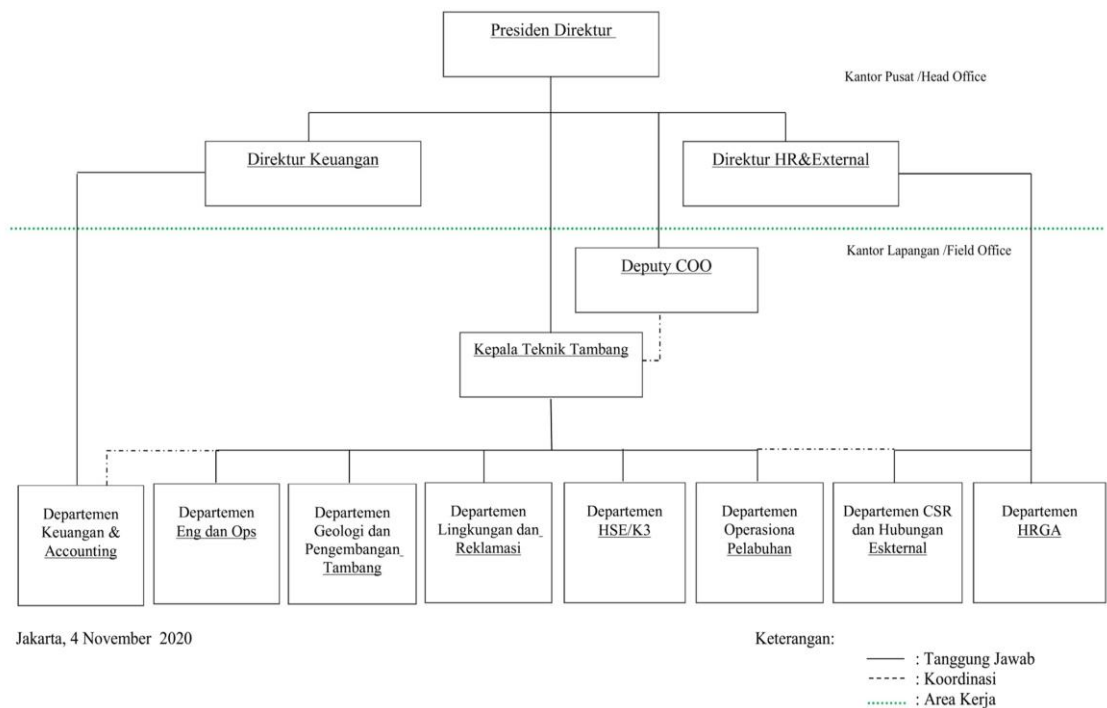 Presiden Direktur
Kantor Pusat /Head Office
Direktur Keuangan
Direktur HR&External
Kantor Lapangan /Field Office
Deputy COO
Kepala Teknik Tambang
Departemen
Keuangan &
Accounting
Departemen
Eng dan Ops
Departemen
Geologi dan
Pengembangan
Tambang
Departemen
Lingkungan dan
Reklamasi
Departemen
HSE/K3
Departemen
Operasiona
Pelabuhan
Departemen CSR
dan Hubungan
Eskternal
Departemen
HRGA
Jakarta, 4 November 2020
Keterangan:
: Tanggung Jawab
: Koordinasi
: Area Kerja